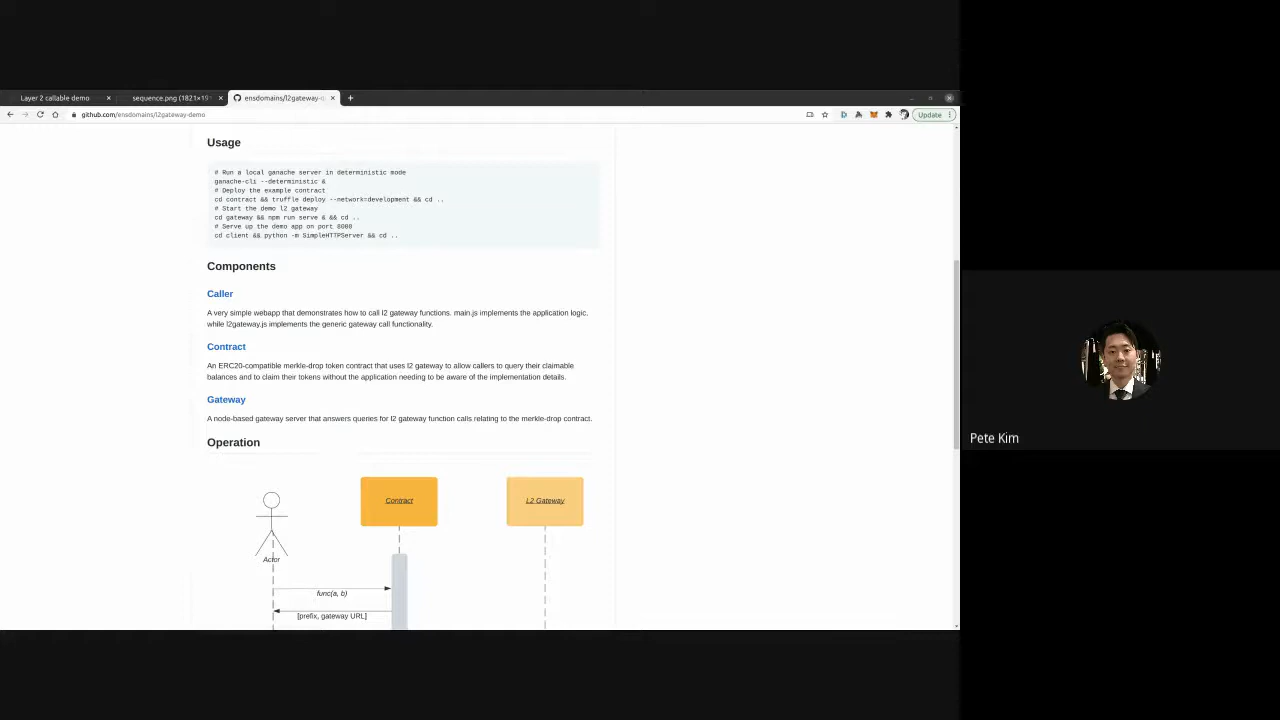 Layer 2 callable demo
sequence.png (1821×19
ensdomains/l2gateway-d
github.com/ensdomains/l2gateway-demo
Update
Usage
# Run a local ganache server in deterministic mode
ganache-cli --deterministic &
# Deploy the example contract
cd contract && truffle deploy --network=development && cd ..
# Start the demo l2 gateway
cd gateway && npm run serve & && cd ..
# Serve up the demo app on port 8000
cd client && python -m SimpleHTTPServer && cd ..
Components
Caller
A very simple webapp that demonstrates how to call l2 gateway functions. main.js implements the application logic,
while l2gateway.js implements the generic gateway call functionality.
Contract
An ERC20-compatible merkle-drop token contract that uses l2 gateway to allow callers to query their claimable
balances and to claim their tokens without the application needing to be aware of the implementation details.
Gateway
A node-based gateway server that answers queries for l2 gateway function calls relating to the merkle-drop contract.
Operation
Contract
L2 Gateway
Actor
func(a, b)
[prefix, gateway URL]
Pete Kim